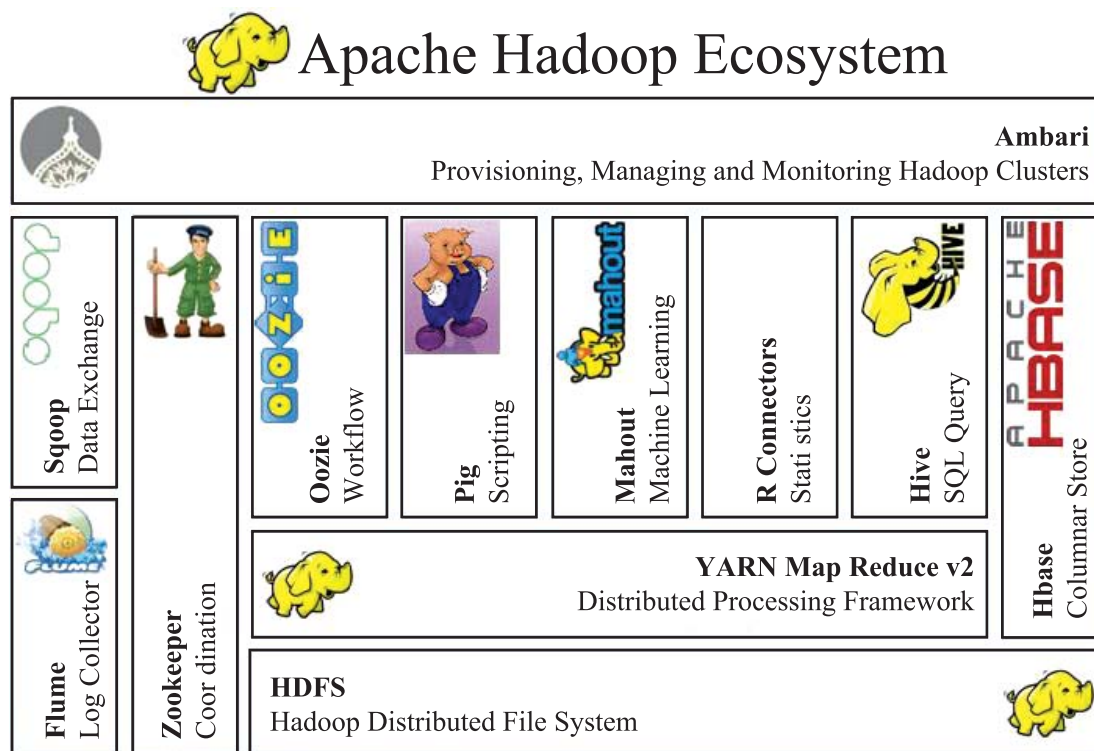 Apache Hadoop Ecosystem
Ambari
Provisioning, Managing and Monitoring Hadoop Clusters
sqoop
Sqoop
Data Exchange
FLUME
Flume
Log Collector
Zookeeper
Coor dination
OOZIE
Oozie
Workflow
Pig
Scripting
mahout
Mahout
Machine Learning
R Connectors
Stati stics
HIVE
Hive
SQL Query
APACHE
HBASE
Hbase
Columnar Store
YARN Map Reduce v2
Distributed Processing Framework
HDFS
Hadoop Distributed File System